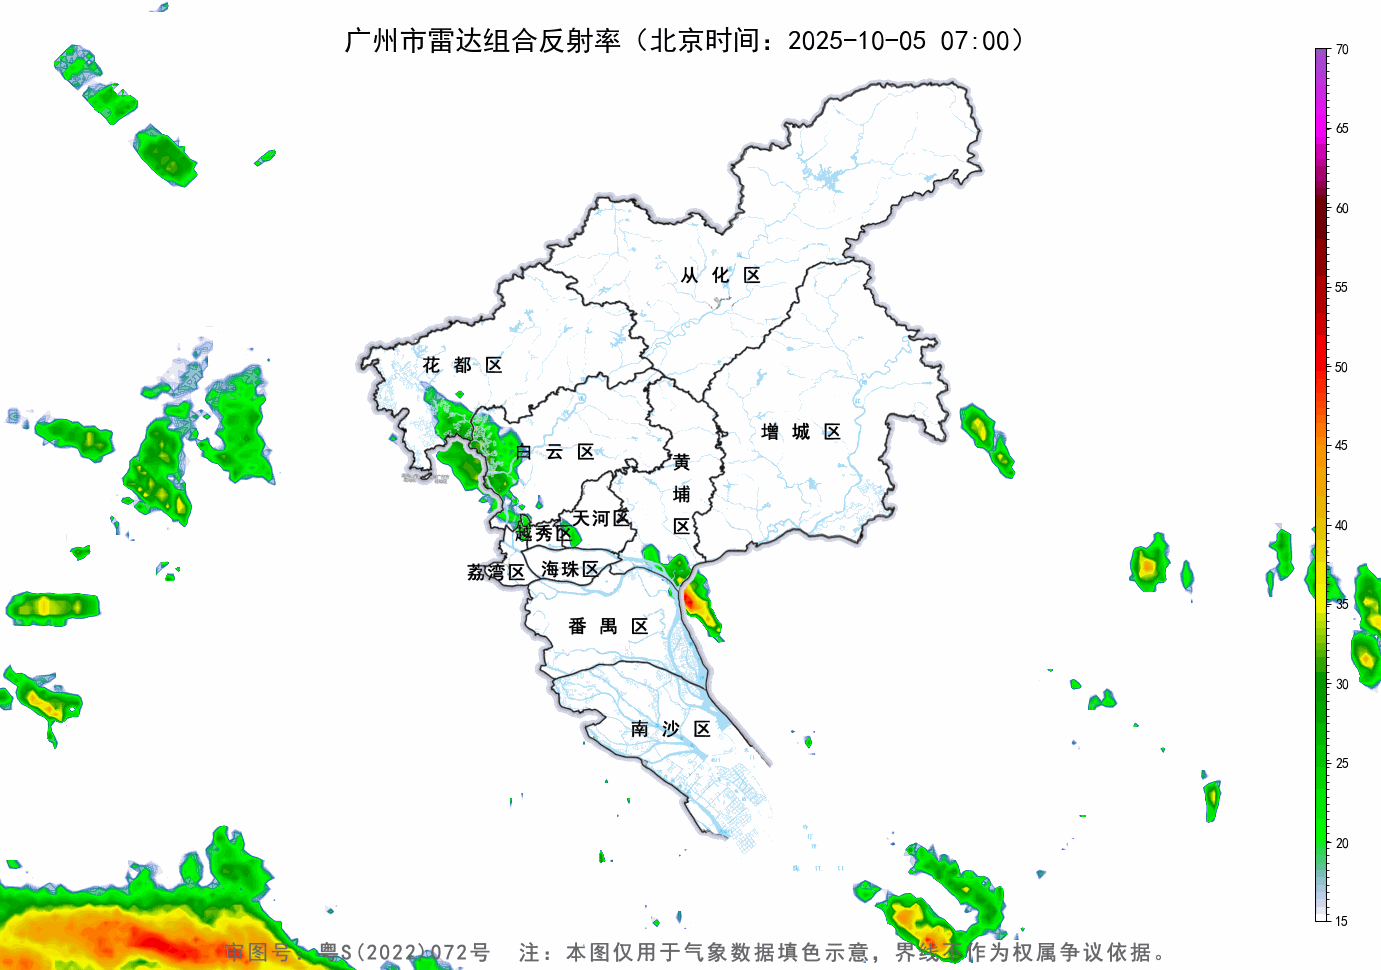 广州市雷达组合反射率（北京时间：2025-10-05 07:00）
70
65
60
55
50
45
40
35
30
25
20
15
从化区
花都区
增城区
白云区
黄埔区
天河区
越秀区
荔湾区
海珠区
番禺区
南沙区
审图号：粤S(2022)072号 注：本图仅用于气象数据填色示意，界线不作为权属争议依据。